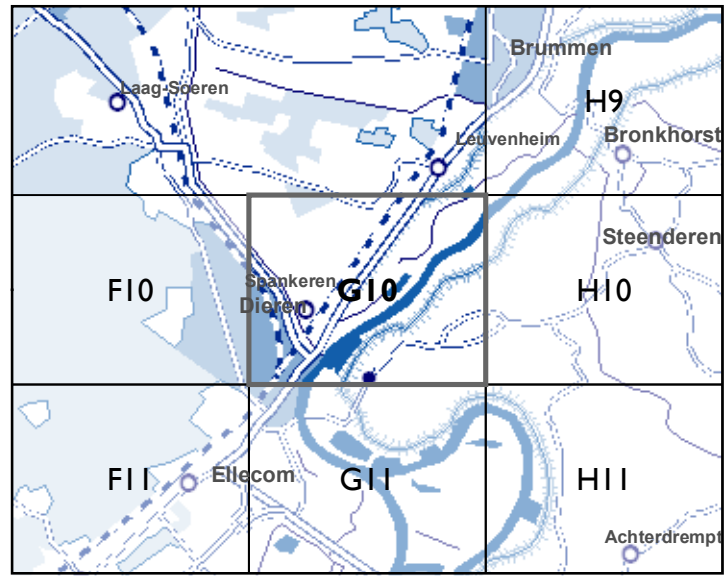 Brummen
Laag-Soeren
H9
Leuvenheim
Bronkhorst
Steenderen
Spankeren
F10
Dieren
G10
H10
F11
Ellecom
G11
H11
Achterdrempt